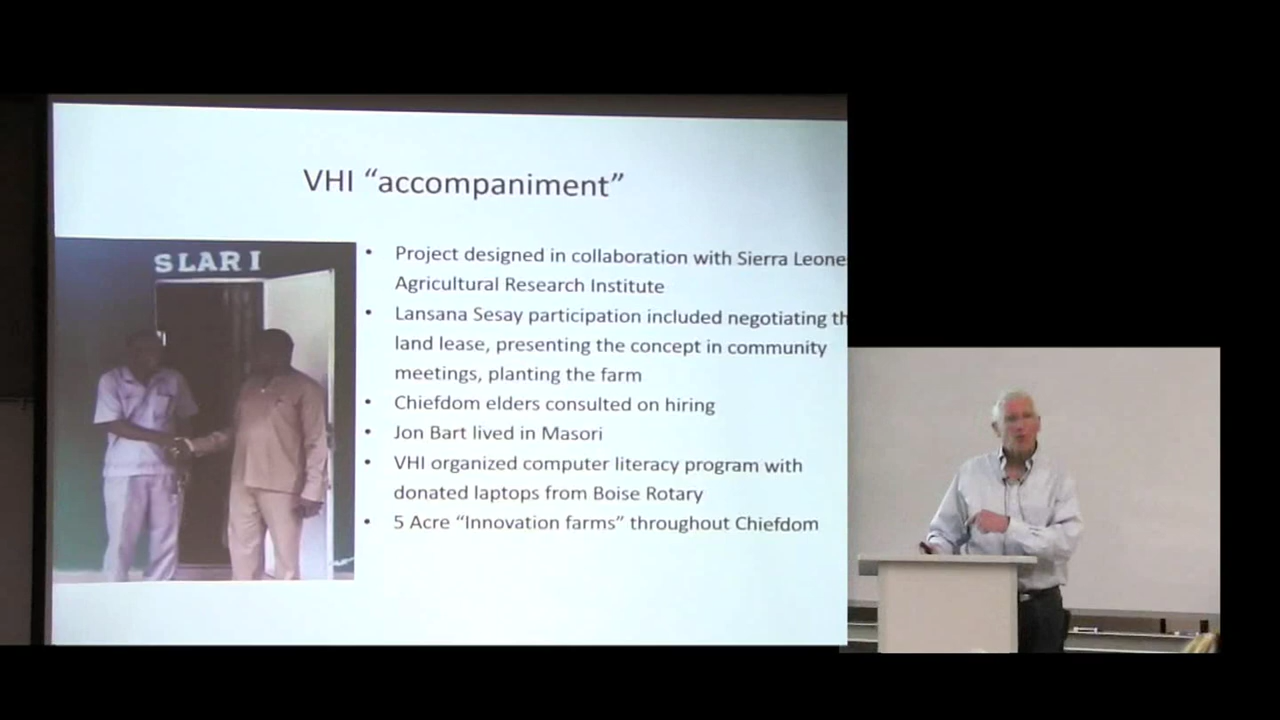 VHI “accompaniment”
SLARI
• Project designed in collaboration with Sierra Leone
Agricultural Research Institute
• Lansana Sesay participation included negotiating th
land lease, presenting the concept in community
meetings, planting the farm
• Chiefdom elders consulted on hiring
• Jon Bart lived in Masori
• VHI organized computer literacy program with
donated laptops from Boise Rotary
• 5 Acre “Innovation farms” throughout Chiefdom